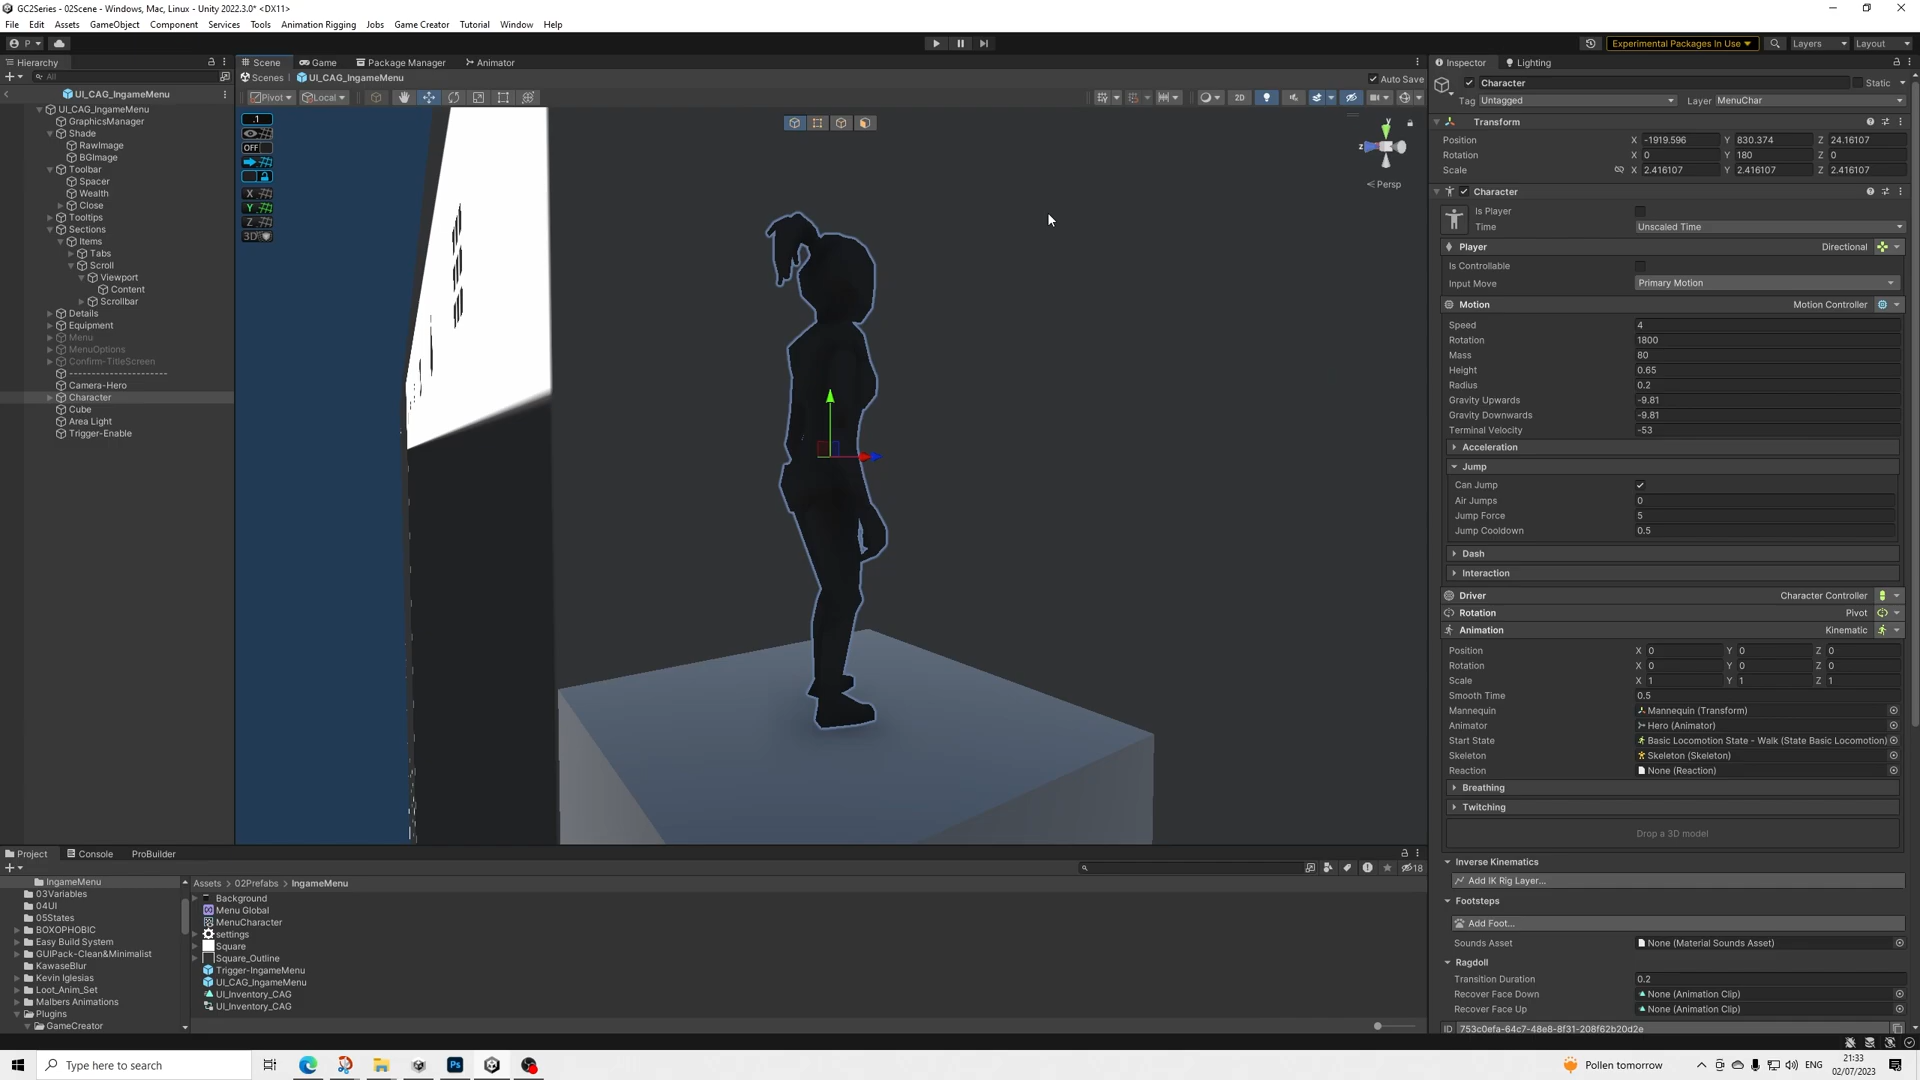 GC2Series - 02Scene - Windows, Mac, Linux - Unity 2022.3.0* <DX11>
File Edit Assets GameObject Component Services Tools Animation Rigging Jobs Game Creator Tutorial Window Help
P
Experimental Packages In Use
Layers
Layout
Hierarchy
All
UI_CAG_IngameMenu
UI_CAG_IngameMenu
GraphicsManager
Shade
RawImage
BGImage
Toolbar
Spacer
Wealth
Close
Tooltips
Sections
Items
Tabs
Scroll
Viewport
Content
Scrollbar
Details
Equipment
Menu
MenuOptions
Confirm-TitleScreen
----------------------
Camera-Hero
Character
Cube
Area Light
Trigger-Enable
Scene Game Package Manager Animator
Scenes UI_CAG_IngameMenu
Auto Save
Pivot Local
2D
.1
OFF
X
Y
Z
3D
y
z
< Persp
Inspector Lighting
Character
Static
Tag Untagged Layer MenuChar
Transform
Position X -1919.596 Y 830.374 Z 24.16107
Rotation X 0 Y 180 Z 0
Scale X 2.416107 Y 2.416107 Z 2.416107
Character
Is Player
Time Unscaled Time
Player Directional
Is Controllable
Input Move Primary Motion
Motion Motion Controller
Speed 4
Rotation 1800
Mass 80
Height 0.65
Radius 0.2
Gravity Upwards -9.81
Gravity Downwards -9.81
Terminal Velocity -53
Acceleration
Jump
Can Jump
Air Jumps 0
Jump Force 5
Jump Cooldown 0.5
Dash
Interaction
Driver Character Controller
Rotation Pivot
Animation Kinematic
Position X 0 Y 0 Z 0
Rotation X 0 Y 0 Z 0
Scale X 1 Y 1 Z 1
Smooth Time 0.5
Mannequin Mannequin (Transform)
Animator Hero (Animator)
Start State Basic Locomotion State - Walk (State Basic Locomotion)
Skeleton Skeleton (Skeleton)
Reaction None (Reaction)
Breathing
Twitching
Drop a 3D model
Inverse Kinematics
Add IK Rig Layer...
Footsteps
Add Foot...
Sounds Asset None (Material Sounds Asset)
Ragdoll
Transition Duration 0.2
Recover Face Down None (Animation Clip)
Recover Face Up None (Animation Clip)
ID 753c0efa-64c7-48e8-8f31-208f62b20d2e
Project Console ProBuilder
18
IngameMenu
03Variables
04UI
05States
BOXOPHOBIC
Easy Build System
GUIPack-Clean&Minimalist
KawaseBlur
Kevin Iglesias
Loot_Anim_Set
Malbers Animations
Plugins
GameCreator
Assets > 02Prefabs > IngameMenu
Background
Menu Global
MenuCharacter
settings
Square
Square_Outline
Trigger-IngameMenu
UI_CAG_IngameMenu
UI_Inventory_CAG
UI_Inventory_CAG
Type here to search
Ps
Pollen tomorrow
ENG
21:33
02/07/2023